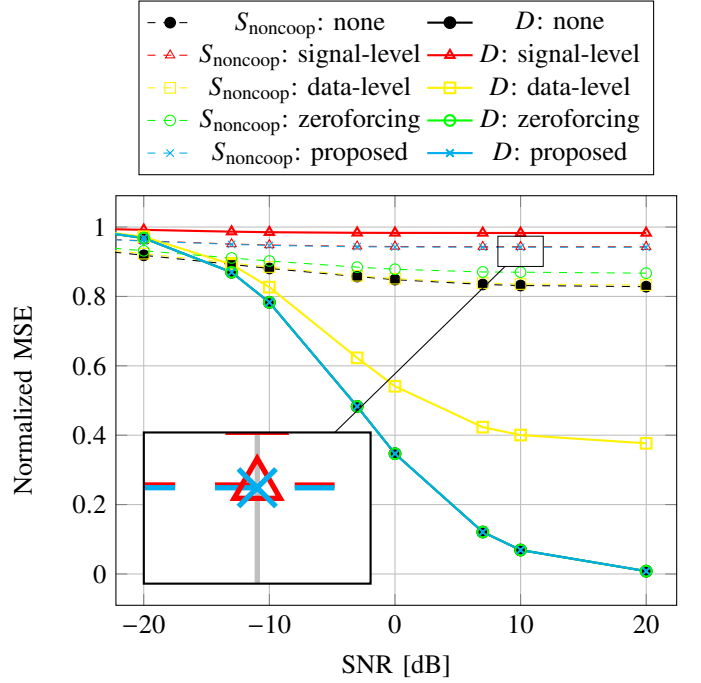 S_noncoop: none D: none
S_noncoop: signal-level D: signal-level
S_noncoop: data-level D: data-level
S_noncoop: zeroforcing D: zeroforcing
S_noncoop: proposed D: proposed
1
0.8
0.6
0.4
0.2
0
Normalized MSE
−20 −10 0 10 20
SNR [dB]